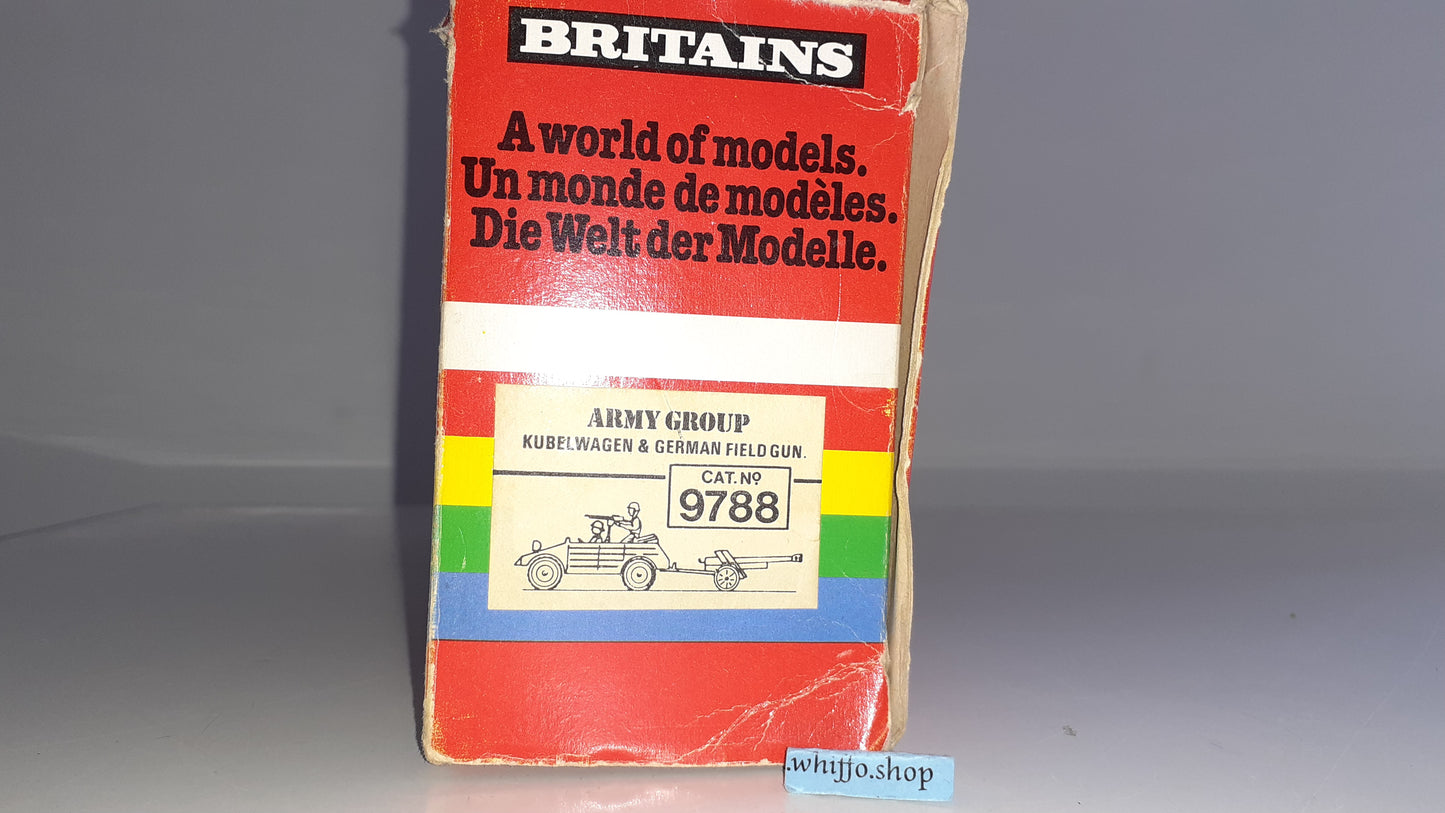 BRITAINS
A world of models.
Un monde de modèles.
Die Welt der Modelle.
ARMY GROUP
KUBELWAGEN & GERMAN FIELD GUN.
CAT. Nº
9788
.whiffo.shop